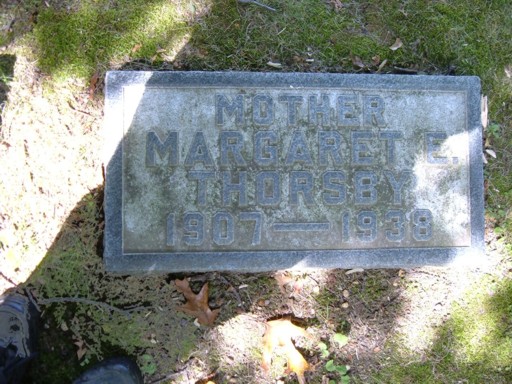 MOTHER
MARGARET E.
THORSBY
1907 — 1938